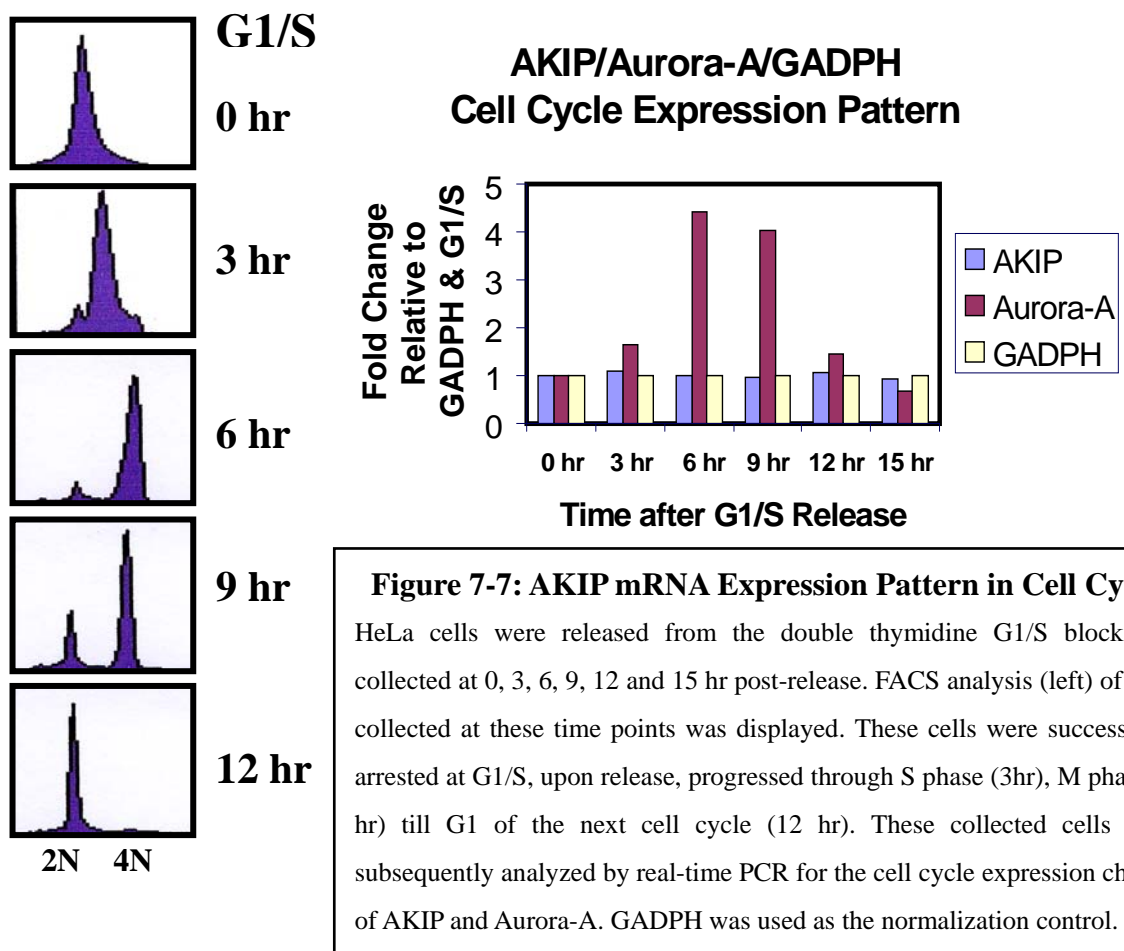 G1/S
0 hr
3 hr
6 hr
9 hr
12 hr
2N 4N
AKIP/Aurora-A/GADPH
Cell Cycle Expression Pattern
Fold Change
Relative to
GADPH & G1/S
5
4
3
2
1
0
0 hr 3 hr 6 hr 9 hr 12 hr 15 hr
Time after G1/S Release
AKIP
Aurora-A
GADPH
Figure 7-7: AKIP mRNA Expression Pattern in Cell Cy
HeLa cells were released from the double thymidine G1/S block
collected at 0, 3, 6, 9, 12 and 15 hr post-release. FACS analysis (left) of
collected at these time points was displayed. These cells were success
arrested at G1/S, upon release, progressed through S phase (3hr), M pha
hr) till G1 of the next cell cycle (12 hr). These collected cells
subsequently analyzed by real-time PCR for the cell cycle expression ch
of AKIP and Aurora-A. GADPH was used as the normalization control.